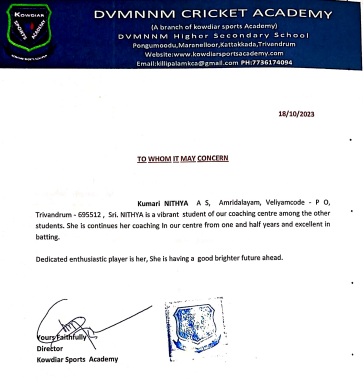 KOWDIAR
SPORTS
ACADEMY
DVMNNM CRICKET ACADEMY
(A branch of kowdiar sports Academy)
DVMNNM Higher Secondary School
Pongumoodu,Maranelloor,Kattakkada,Trivandrum
Website:www.kowdiarsportsacademy.com
Email:killipalamkca@gmail.com PH:7736174094
18/10/2023
TO WHOM IT MAY CONCERN
Kumari NITHYA A S, Amridalayam, Veliyamcode - P O,
Trivandrum - 695512 , Sri. NITHYA is a vibrant student of our coaching centre among the other
students. She is continues her coaching In our centre from one and half years and excellent in
batting.
Dedicated enthusiastic player is her, She is having a good brighter future ahead.
Yours Faithfully
Director
Kowdiar Sports Academy